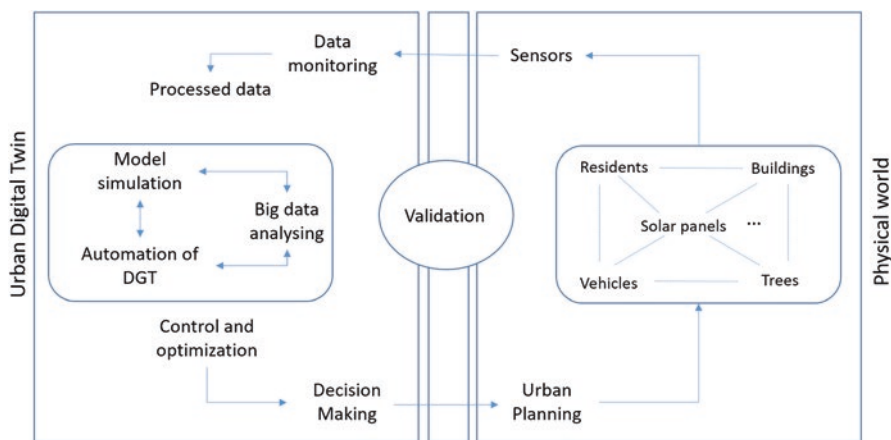 Urban Digital Twin
Data
monitoring
Processed data
Model
simulation
Big data
analysing
Automation of
DGT
Control and
optimization
Decision
Making
Validation
Sensors
Residents
Buildings
Solar panels
...
Vehicles
Trees
Urban
Planning
Physical world